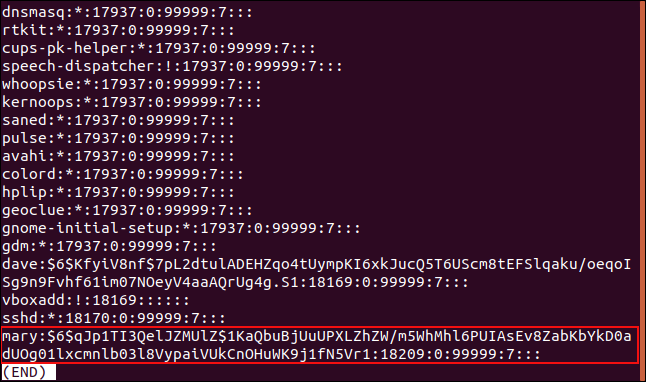 dnsmasq:*:17937:0:99999:7:::
rtkit:*:17937:0:99999:7:::
cups-pk-helper:*:17937:0:99999:7:::
speech-dispatcher:!:17937:0:99999:7:::
whoopsie:*:17937:0:99999:7:::
kernoops:*:17937:0:99999:7:::
saned:*:17937:0:99999:7:::
pulse:*:17937:0:99999:7:::
avahi:*:17937:0:99999:7:::
colord:*:17937:0:99999:7:::
hplip:*:17937:0:99999:7:::
geoclue:*:17937:0:99999:7:::
gnome-initial-setup:*:17937:0:99999:7:::
gdm:*:17937:0:99999:7:::
dave:$6$KfyiV8nf$7pL2dtulADEHZqo4tUympKI6xkJucQ5T6UScm8tEFSlqaku/oeqoI
Sg9n9Fvhf61im07NOeyV4aaAQrUg4g.S1:18169:0:99999:7:::
vboxadd:!:18169::::::
sshd:*:18170:0:99999:7:::
mary:$6$qJp1TI3QelJZMUlZ$1KaQbuBjUuUPXLZhZW/m5WhMhl6PUIAsEv8ZabKbYkD0a
dUOg01lxcmnlb03l8VypaiVUkCnOHuWK9j1fN5Vr1:18209:0:99999:7:::
(END)